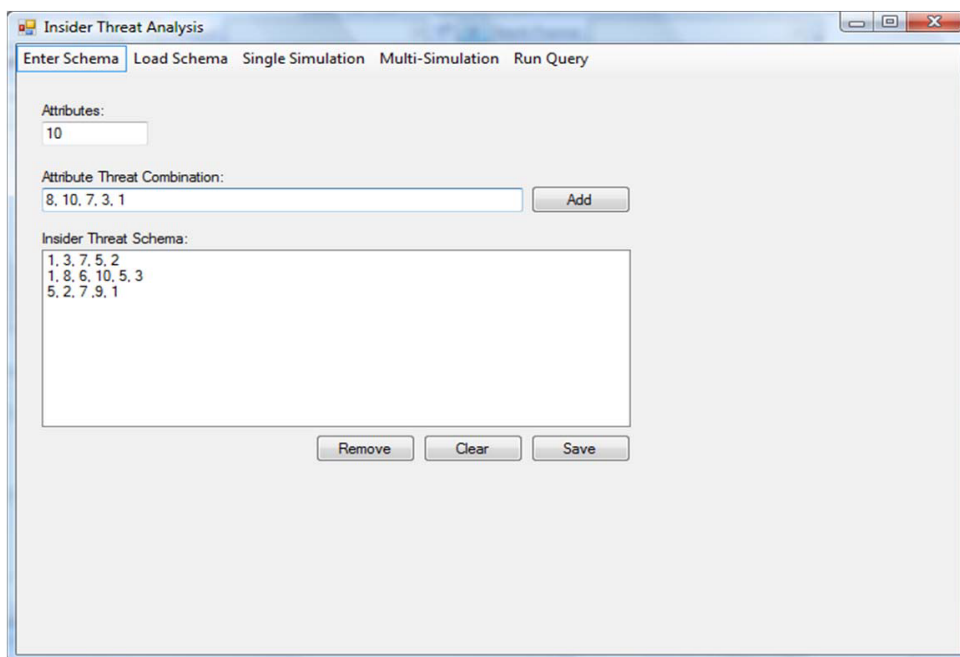 Insider Threat Analysis
Enter Schema Load Schema Single Simulation Multi-Simulation Run Query
Attributes:
10
Attribute Threat Combination:
8, 10, 7, 3, 1 Add
Insider Threat Schema:
1, 3, 7, 5, 2
1, 8, 6, 10, 5, 3
5, 2, 7 ,9, 1
Remove Clear Save